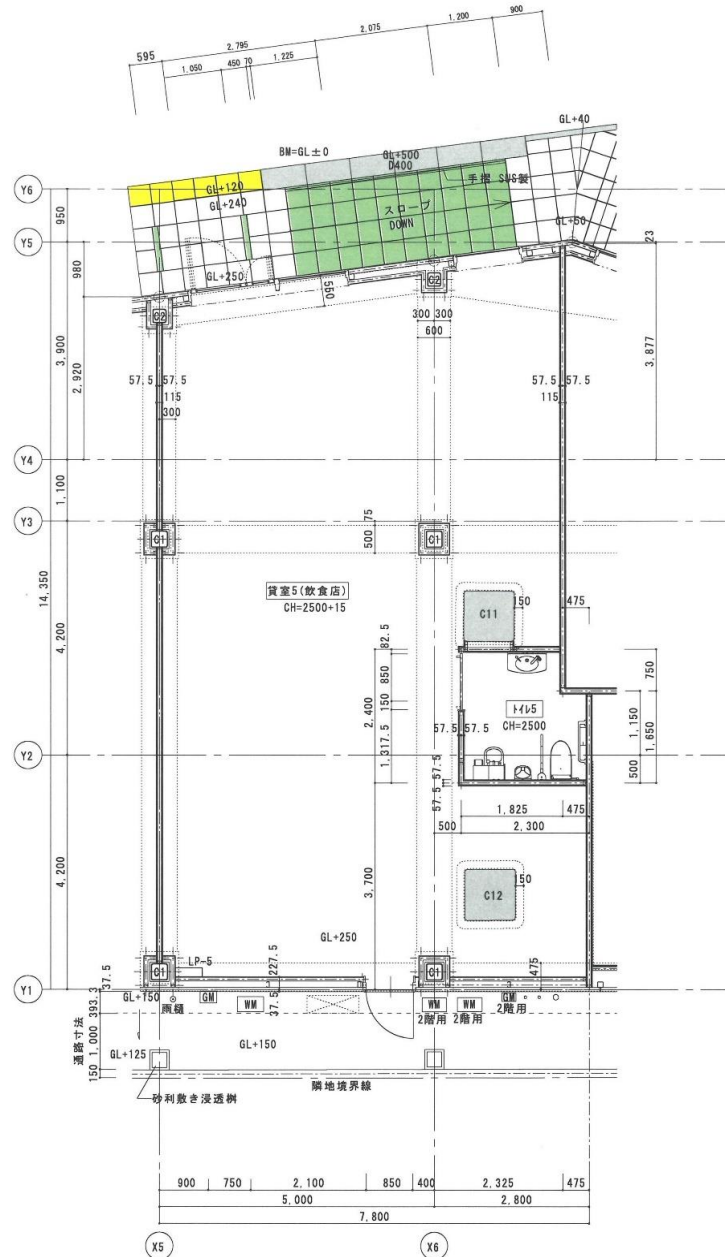 2,075
1,200
900
595
2,795
1,050
450
70
1,225
GL+40
BM=GL±0
GL+500
D400
手摺 SUS製
Y6
GL+120
GL+240
スロープ
DOWN
950
GL+60
Y5
23
GL+250
980
560
C2
C2
300
300
600
3,900
2,920
57.5
57.5
115
300
57.5
57.5
115
3,877
Y4
1,100
Y3
75
500
C1
C1
14,350
貸室5(飲食店)
CH=2500+15
150
475
C11
4,200
82.5
850
150
2,400
1,317.5
750
トイレ5
CH=2500
57.5
57.5
1,150
1,650
500
Y2
57.5
57.5
1,825
475
500
2,300
4,200
3,700
150
C12
GL+250
LP-5
227.5
C1
C1
475
37.5
Y1
GL+150
GM
WM
37.5
WM
WM
GM
雨樋
2階用
2階用
2階用
393.3
通路寸法
1,000
GL+125
GL+150
150
隣地境界線
砂利敷き浸透桝
900
750
2,100
850
400
2,325
475
5,000
2,800
7,800
X5
X6